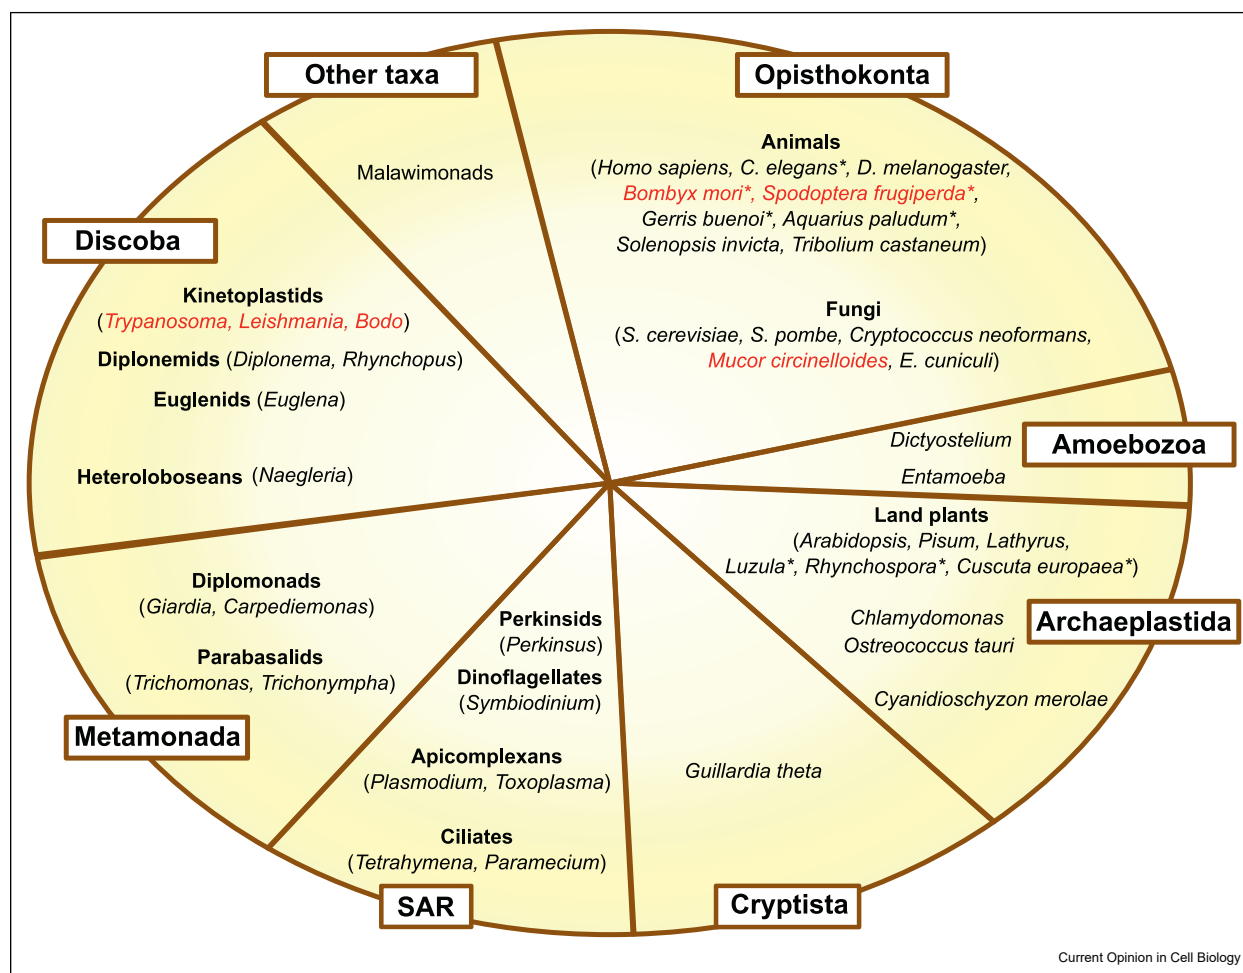 Other taxa
Malawimonads
Opisthokonta
Animals
(Homo sapiens, C. elegans*, D. melanogaster,
Bombyx mori*, Spodoptera frugiperda*,
Gerris buenoi*, Aquarius paludum*,
Solenopsis invicta, Tribolium castaneum)
Fungi
(S. cerevisiae, S. pombe, Cryptococcus neoformans,
Mucor circinelloides, E. cuniculi)
Discoba
Kinetoplastids
(Trypanosoma, Leishmania, Bodo)
Diplonemids (Diplonema, Rhynchopus)
Euglenids (Euglena)
Heteroloboseans (Naegleria)
Amoebozoa
Dictyostelium
Entamoeba
Land plants
(Arabidopsis, Pisum, Lathyrus,
Luzula*, Rhynchospora*, Cuscuta europaea*)
Chlamydomonas
Ostreococcus tauri
Archaeplastida
Cyanidioschyzon merolae
Diplomonads
(Giardia, Carpediemonas)
Parabasalids
(Trichomonas, Trichonympha)
Metamonada
Perkinsids
(Perkinsus)
Dinoflagellates
(Symbiodinium)
Apicomplexans
(Plasmodium, Toxoplasma)
Ciliates
(Tetrahymena, Paramecium)
SAR
Guillardia theta
Cryptista
Current Opinion in Cell Biology